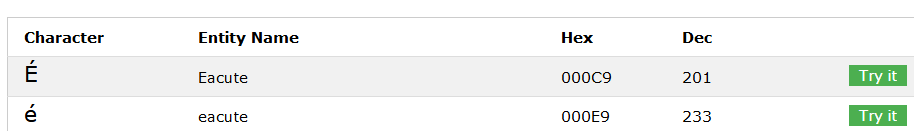 Character Entity Name Hex Dec
É Eacute 000C9 201 Try it
é eacute 000E9 233 Try it